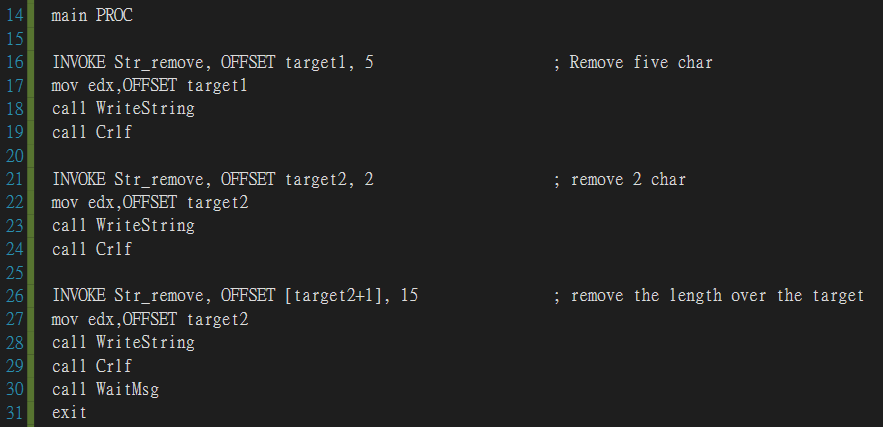 14 main PROC
15
16 INVOKE Str_remove, OFFSET target1, 5 ; Remove five char
17 mov edx,OFFSET target1
18 call WriteString
19 call Crlf
20
21 INVOKE Str_remove, OFFSET target2, 2 ; remove 2 char
22 mov edx,OFFSET target2
23 call WriteString
24 call Crlf
25
26 INVOKE Str_remove, OFFSET [target2+1], 15 ; remove the length over the target
27 mov edx,OFFSET target2
28 call WriteString
29 call Crlf
30 call WaitMsg
31 exit